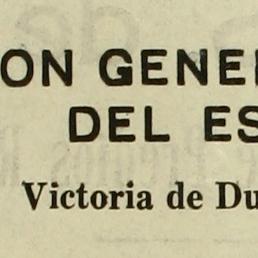 ON GENE
DEL ES
Victoria de Du